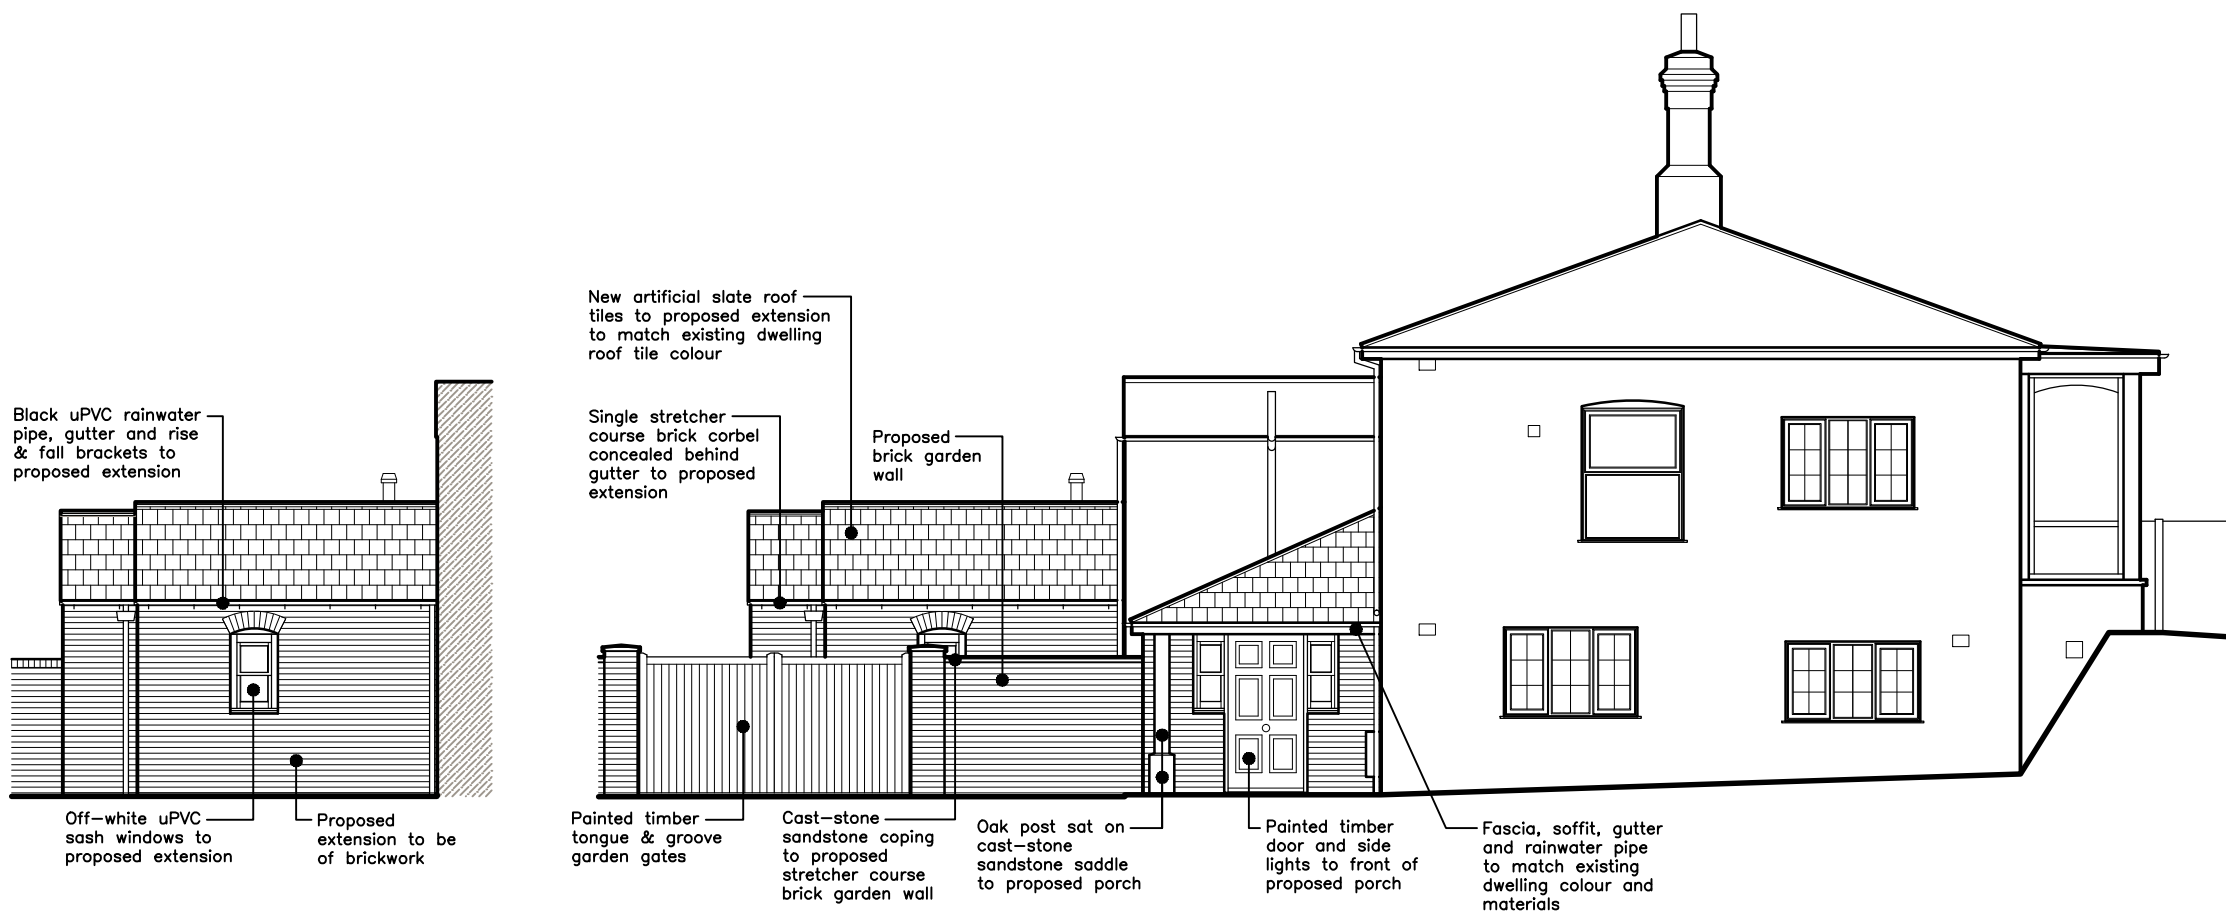 New artificial slate roof
tiles to proposed extension
to match existing dwelling
roof tile colour
Black uPVC rainwater
pipe, gutter and rise
& fall brackets to
proposed extension
Single stretcher
course brick corbel
concealed behind
gutter to proposed
extension
Proposed
brick garden
wall
Off-white uPVC
sash windows to
proposed extension
Proposed
extension to be
of brickwork
Painted timber
tongue & groove
garden gates
Cast-stone
sandstone coping
to proposed
stretcher course
brick garden wall
Oak post sat on
cast-stone
sandstone saddle
to proposed porch
Painted timber
door and side
lights to front of
proposed porch
Fascia, soffit, gutter
and rainwater pipe
to match existing
dwelling colour and
materials